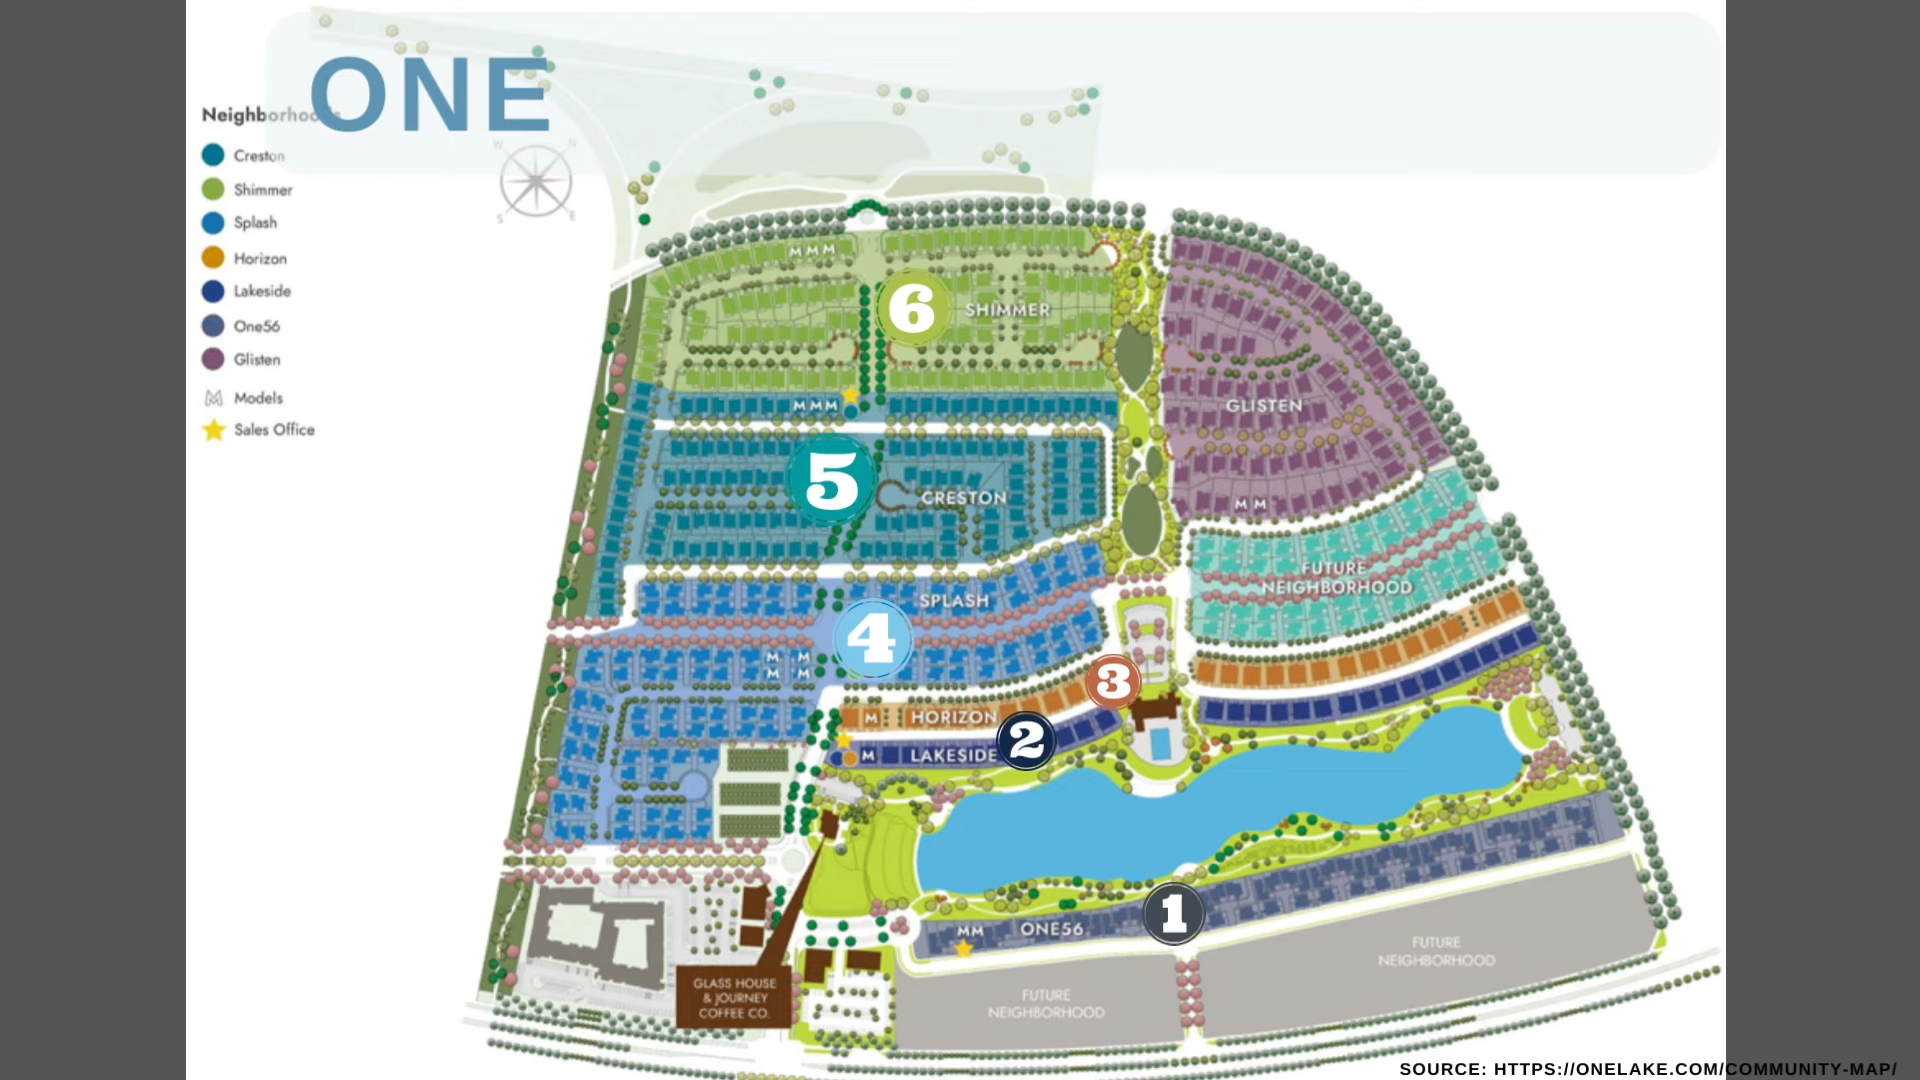 ONE
Neighborhoods
Creston
Shimmer
Splash
Horizon
Lakeside
One56
Glisten
M Models
Sales Office
W N
S E
M M M
6 SHIMMER
GLISTEN
M M M
5 CRESTON
M M
FUTURE
NEIGHBORHOOD
SPLASH
4
M M
M M
3
M HORIZON
2
M LAKESIDE
1
MM ONE56
FUTURE
NEIGHBORHOOD
GLASS HOUSE
& JOURNEY
COFFEE CO.
FUTURE
NEIGHBORHOOD
SOURCE: HTTPS://ONELAKE.COM/COMMUNITY-MAP/